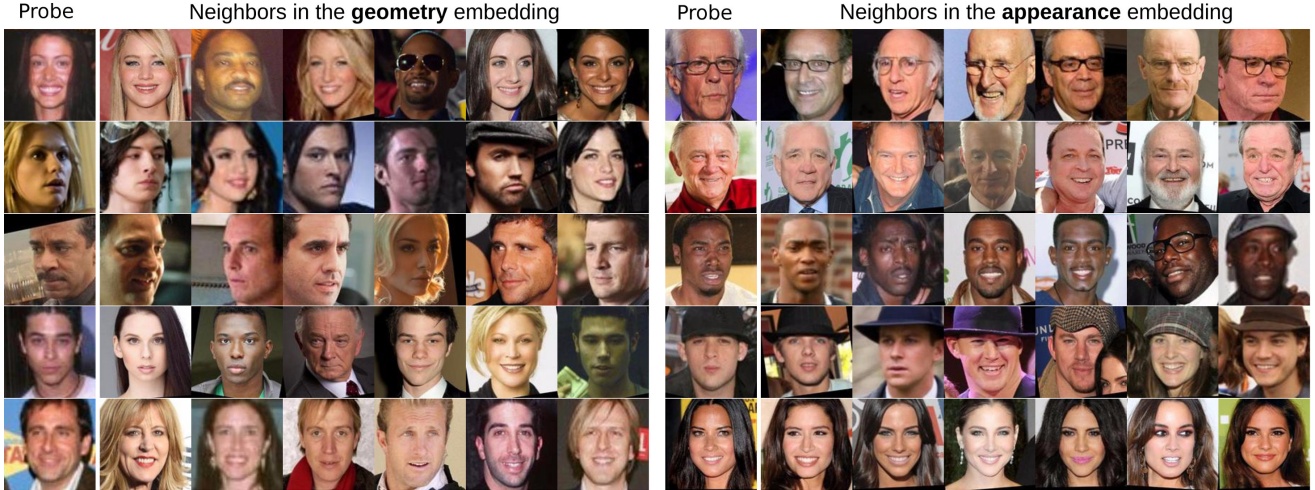 Probe
Neighbors in the geometry embedding
Probe
Neighbors in the appearance embedding